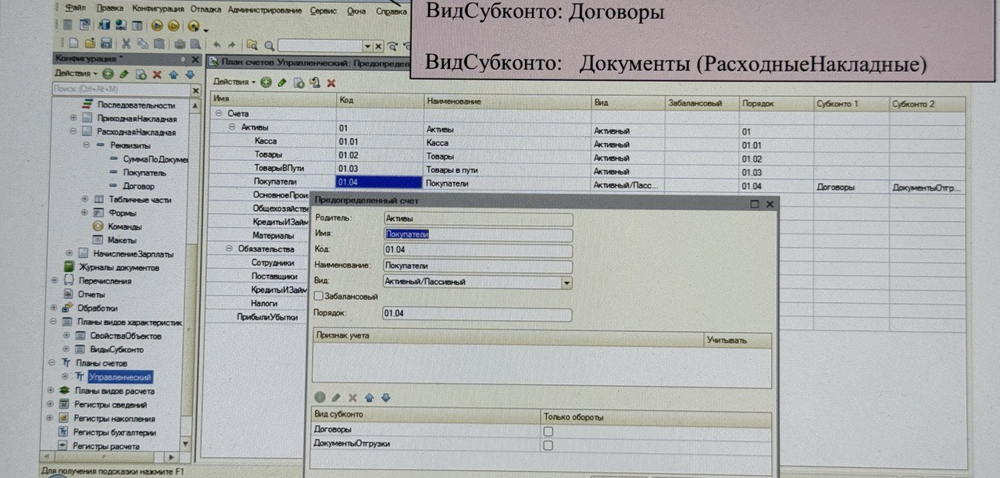 Файл Правка Конфигурация Отладка Администрирование Сервис Окна Справка
ВидСубконто: Договоры
ВидСубконто: Документы (РасходныеНакладные)
Конфигурация *
Действия
Поиск (Ctrl+Alt+M)
Последовательности
ПриходнаяНакладная
РасходнаяНакладная
Реквизиты
СуммаПоДокумен
Покупатель
Договор
Табличные части
Формы
Команды
Макеты
НачислениеЗарплаты
Журналы документов
Перечисления
Отчеты
Обработки
Планы видов характеристик
СвойстваОбъектов
ВидыСубконто
Планы счетов
Управленческий
Планы видов расчета
Регистры сведений
Регистры накопления
Регистры бухгалтерии
Регистры расчета
План счетов Управленческий: Предопредел
Действия
Имя Код Наименование Вид Забалансовый Порядок Субконто 1 Субконто 2
Счета
Активы 01 Активы Активный 01
Касса 01.01 Касса Активный 01.01
Товары 01.02 Товары Активный 01.02
ТоварыВПути 01.03 Товары в пути Активный 01.03
Покупатели 01.04 Покупатели Активный/Пасс... 01.04 Договоры ДокументыОтгр...
ОсновноеПрои
Общехозяйстве
КредитыИЗайм
Материалы
Обязательства
Сотрудники
Поставщики
КредитыИЗайм
Налоги
ПрибылиУбытки
Предопределенный счет
Родитель: Активы
Имя: Покупатели
Код: 01.04
Наименование: Покупатели
Вид: Активный/Пассивный
Забалансовый
Порядок: 01.04
Признак учета Учитывать
Вид субконто Только обороты
Договоры
ДокументыОтгрузки
Для получения подсказки нажмите F1